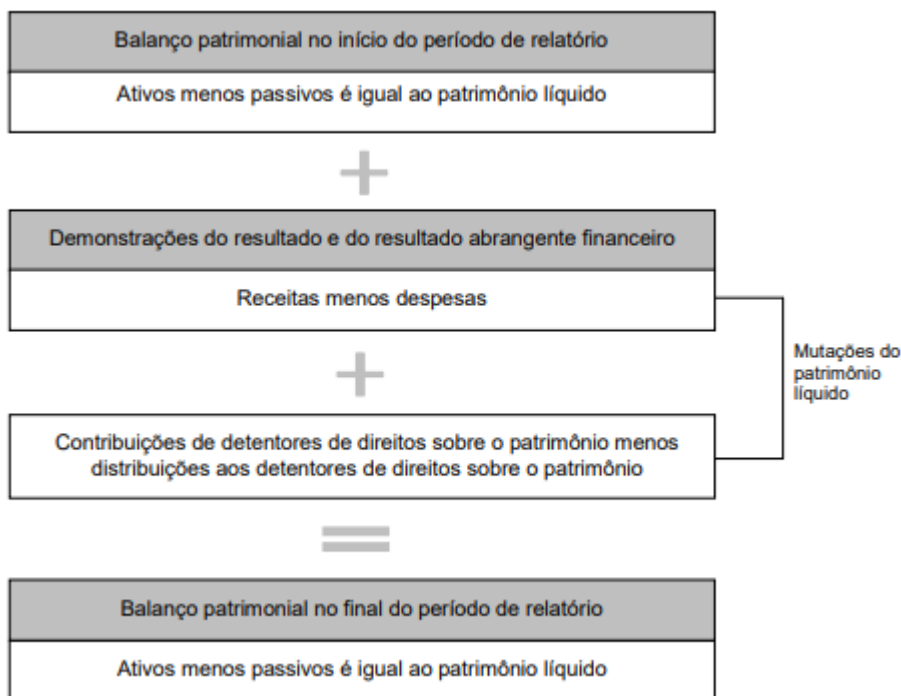 Balanço patrimonial no início do período de relatório
Ativos menos passivos é igual ao patrimônio líquido
+
Demonstrações do resultado e do resultado abrangente financeiro
Receitas menos despesas
Mutações do
patrimônio
líquido
+
Contribuições de detentores de direitos sobre o patrimônio menos
distribuições aos detentores de direitos sobre o patrimônio
=
Balanço patrimonial no final do período de relatório
Ativos menos passivos é igual ao patrimônio líquido